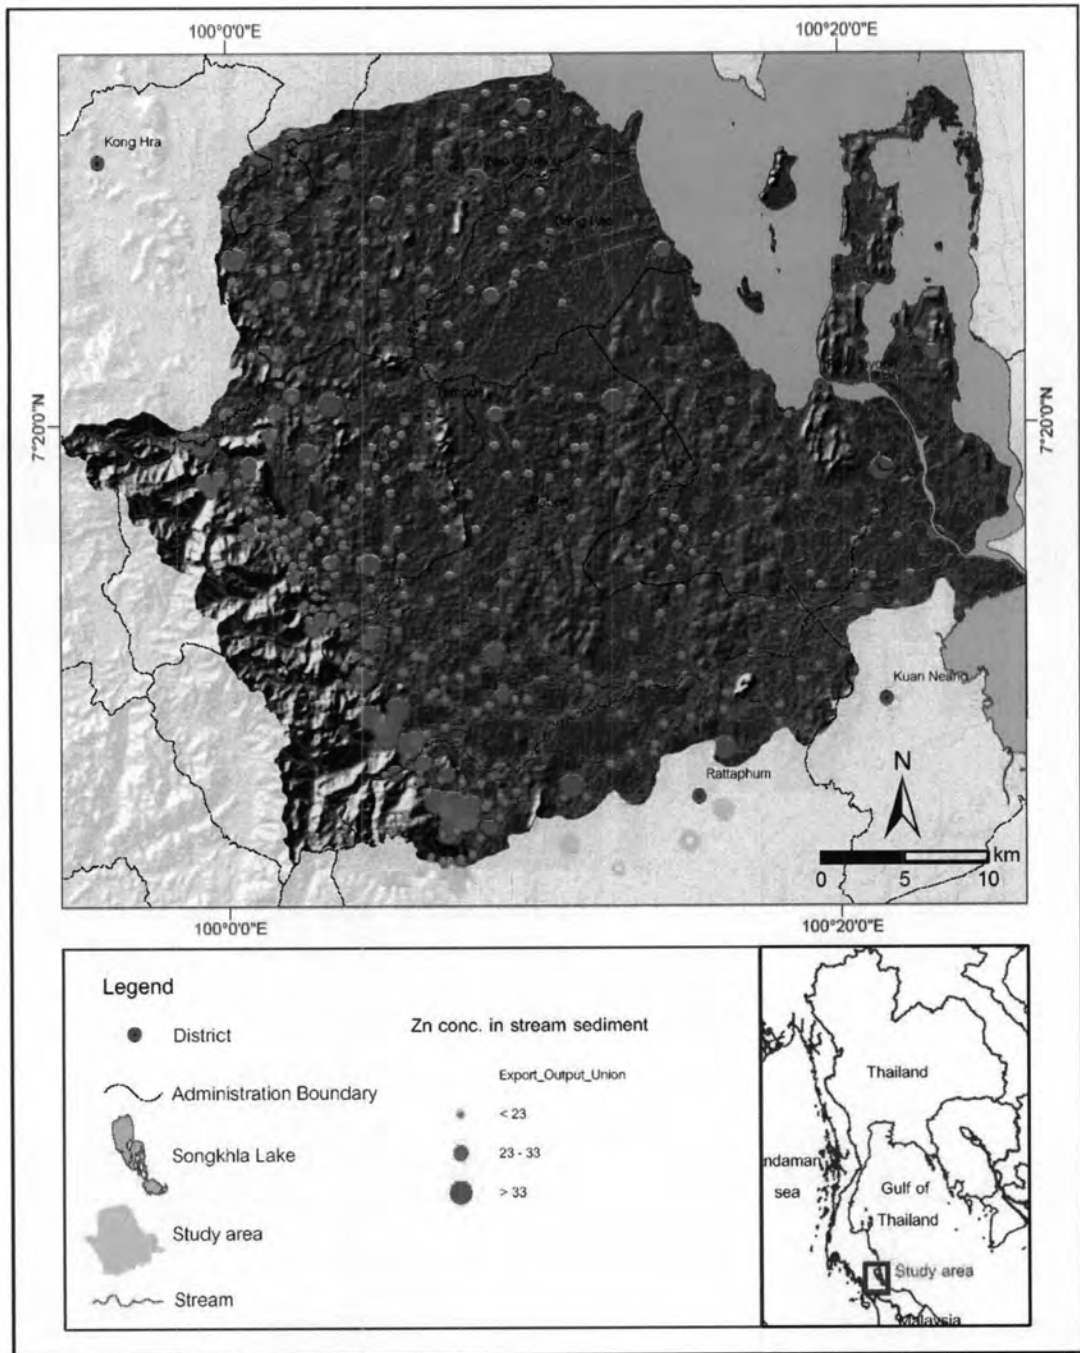 100°0'0"E
100°20'0"E
Kong Hra
7°20'0"N
7°20'0"N
Kuan Neang
N
Rattaphum
km
0 5 10
100°0'0"E
100°20'0"E
Legend
District
Administration Boundary
Songkhla Lake
Study area
Stream
Zn conc. in stream sediment
Export_Output_Union
< 23
23 - 33
> 33
Thailand
ndaman
sea
Gulf of
Thailand
Study area
Malaysia